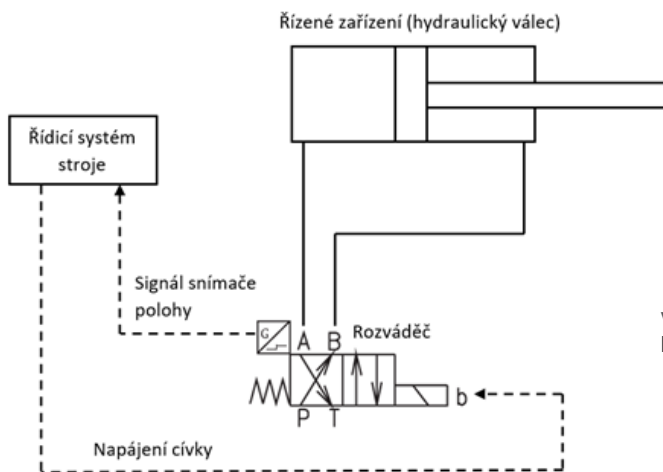 Řízené zařízení (hydraulický válec)
Řídicí systém
stroje
Signál snímače
polohy
G
A B
Rozváděč
P T
b
Napájení cívky